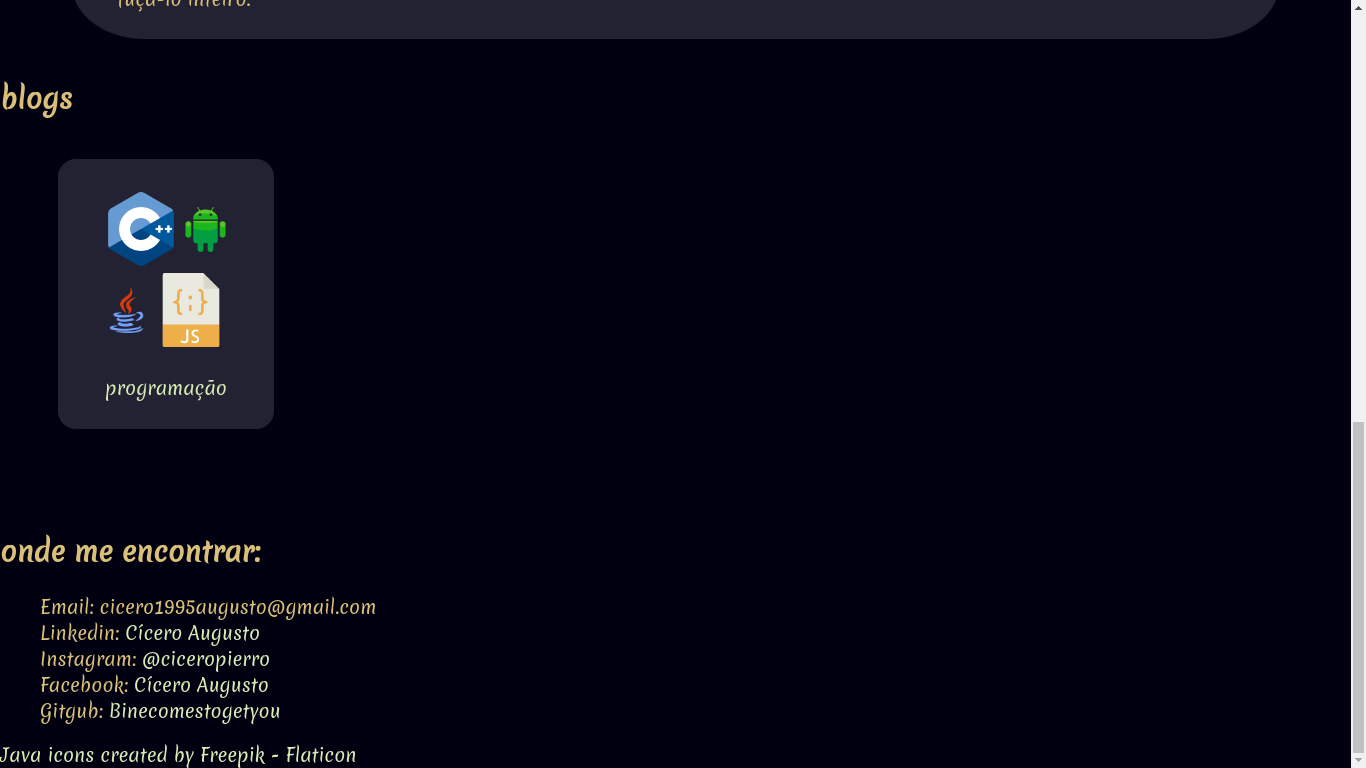 fuçá-lo inteiro.
blogs
C++
{;}
JS
programação
onde me encontrar:
Email: cicero1995augusto@gmail.com
Linkedin: Cícero Augusto
Instagram: @ciceropierro
Facebook: Cícero Augusto
Gitgub: Binecomestogetyou
Java icons created by Freepik - Flaticon